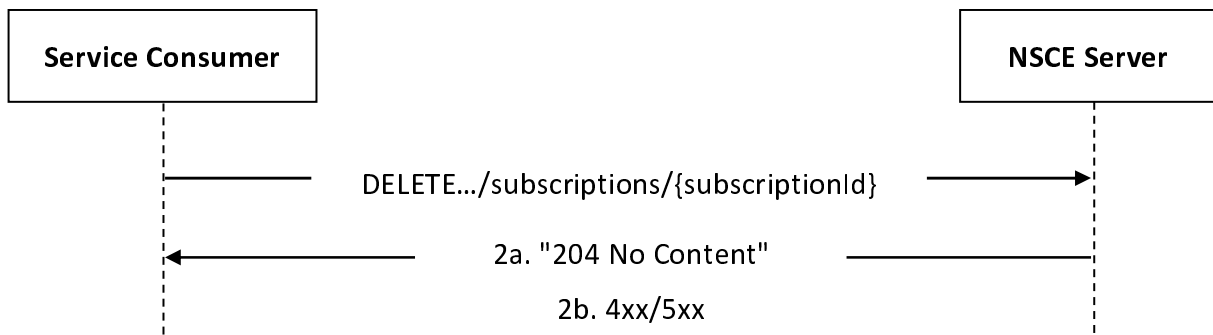 Service Consumer
NSCE Server
DELETE.../subscriptions/{subscriptionId}
2a. "204 No Content"
2b. 4xx/5xx